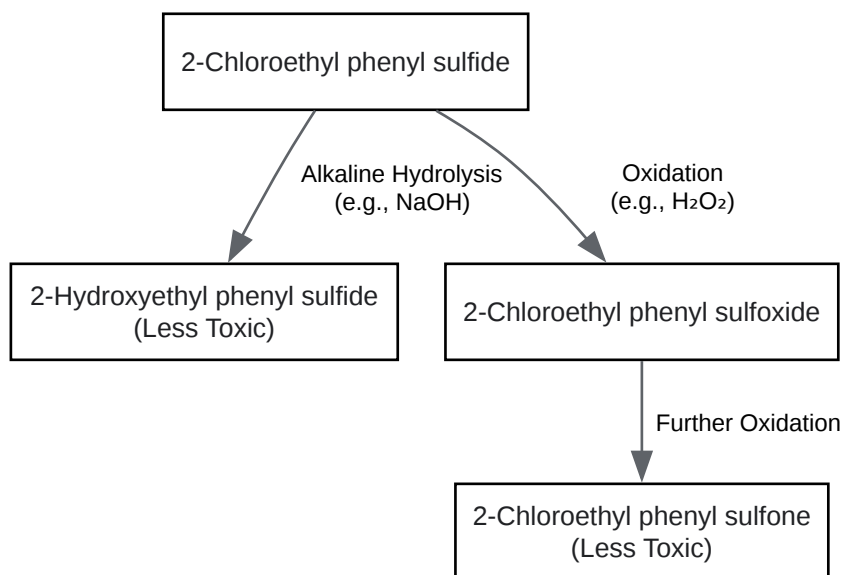 2-Chloroethyl phenyl sulfide
Alkaline Hydrolysis
(e.g., NaOH)
Oxidation
(e.g., H₂O₂)
2-Hydroxyethyl phenyl sulfide
(Less Toxic)
2-Chloroethyl phenyl sulfoxide
Further Oxidation
2-Chloroethyl phenyl sulfone
(Less Toxic)